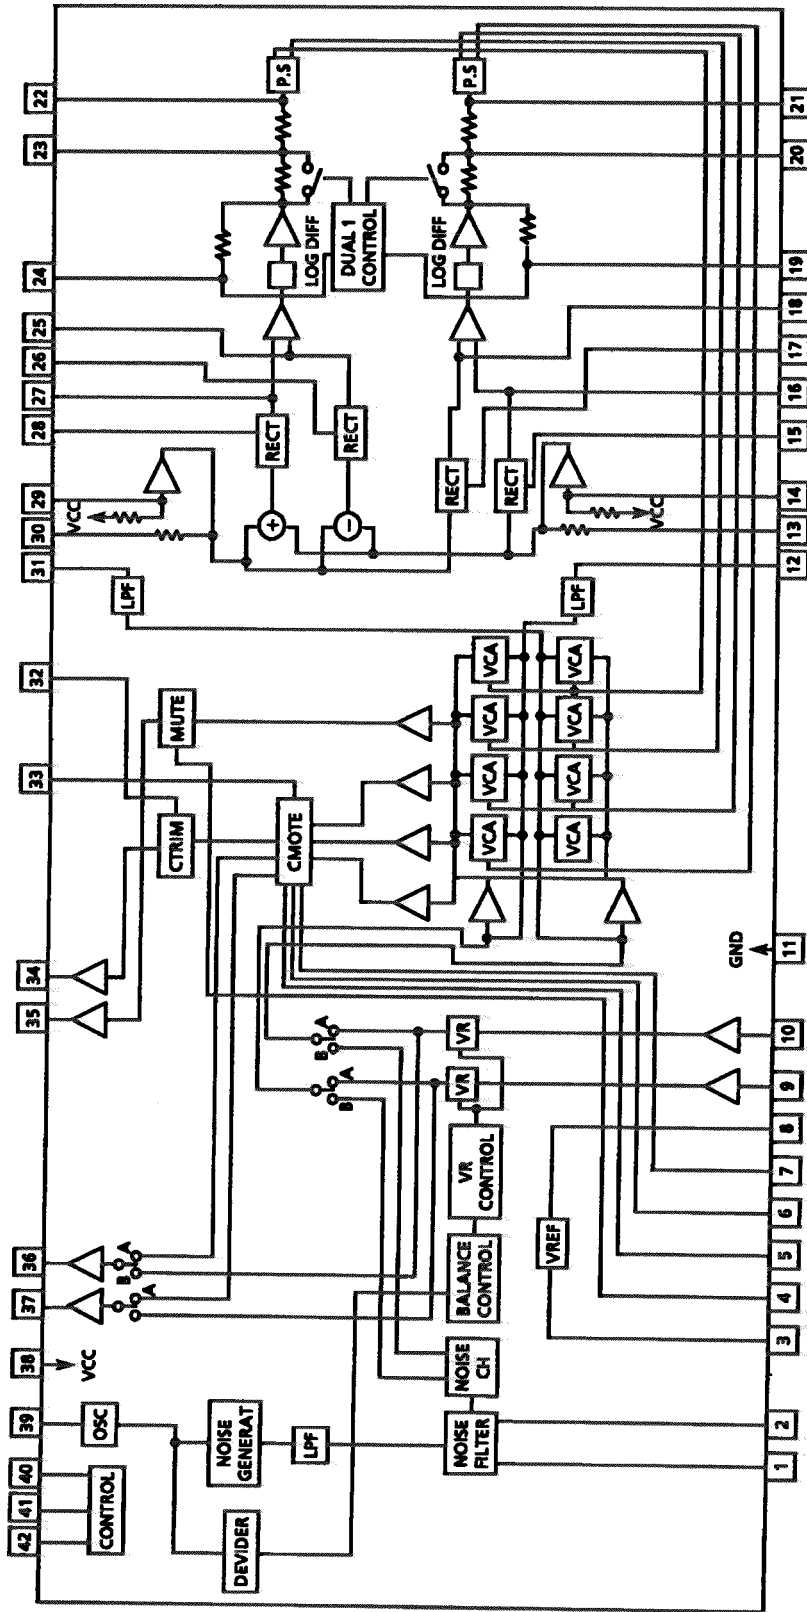 42 41 40 39 38 37 36 35 34 33 32 31 30 29 28 27 26 25 24 23 22
VCC
VCC
CONTROL
OSC
A
B
A
LPF
CTRIM
MUTE
DEVIDER
NOISE
GENERAT
LPF
CMOTE
+
−
RECT
RECT
P.S
LOG DIFF
DUAL 1
CONTROL
LOG DIFF
B
A
B
A
NOISE
FILTER
NOISE
CH
BALANCE
CONTROL
VR
CONTROL
VR
VR
VCA
VCA
VCA
VCA
RECT
RECT
P.S
VREF
VCA
VCA
VCA
VCA
LPF
VCC
GND
1 2 3 4 5 6 7 8 9 10 11 12 13 14 15 16 17 18 19 20 21